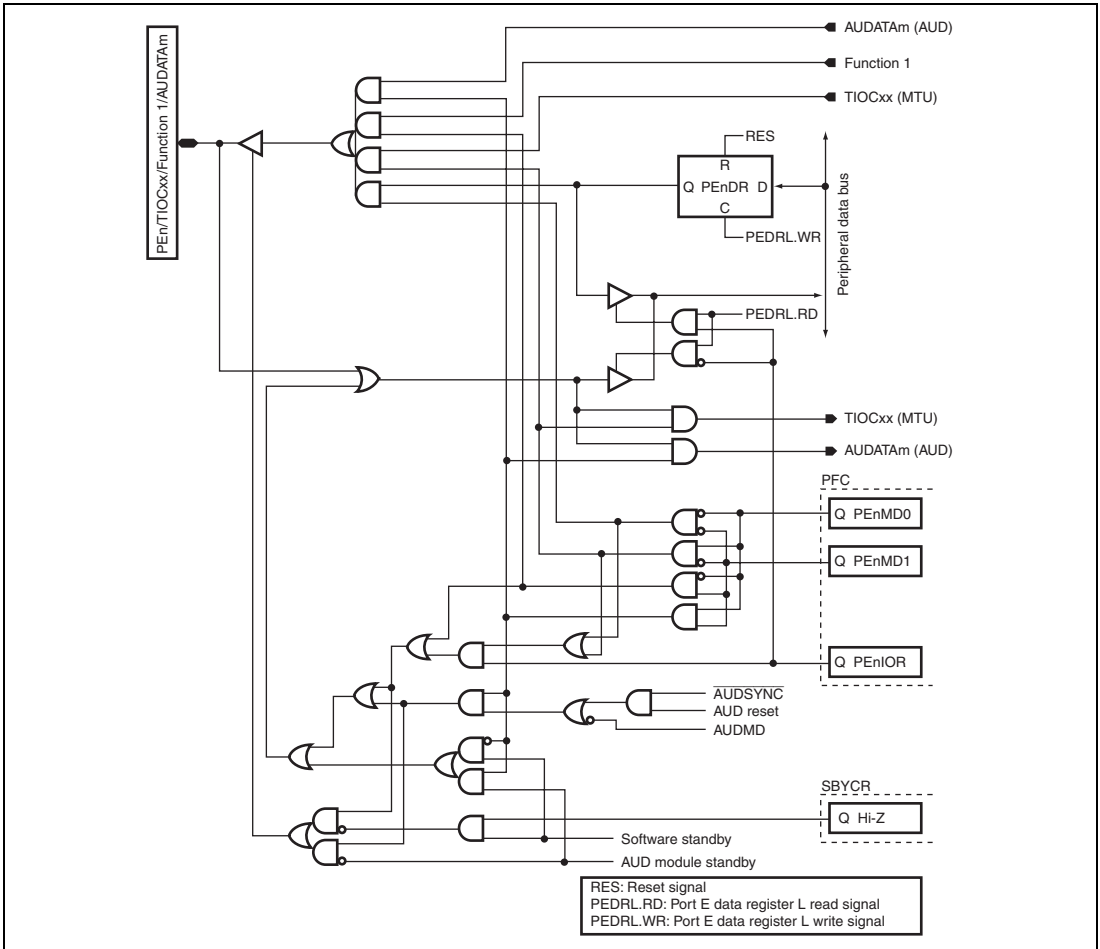 PEn/TIOCxx/Function 1/AUDATAm
AUDATAm (AUD)
Function 1
TIOCxx (MTU)
RES
R
Q PEnDR D
C
PEDRL.WR
Peripheral data bus
PEDRL.RD
TIOCxx (MTU)
AUDATAm (AUD)
PFC
Q PEnMD0
Q PEnMD1
Q PEnIOR
AUDSYNC
AUD reset
AUDMD
SBYCR
Q Hi-Z
Software standby
AUD module standby
RES: Reset signal
PEDRL.RD: Port E data register L read signal
PEDRL.WR: Port E data register L write signal